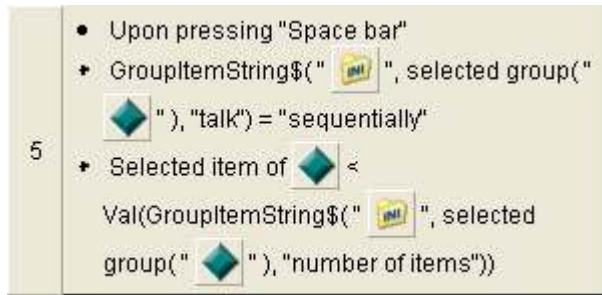 Upon pressing "Space bar"
GroupItemString$(" INI ", selected group("
"), "talk") = "sequentially"
5
Selected item of <
Val(GroupItemString$(" INI ", selected
group(" "), "number of items"))